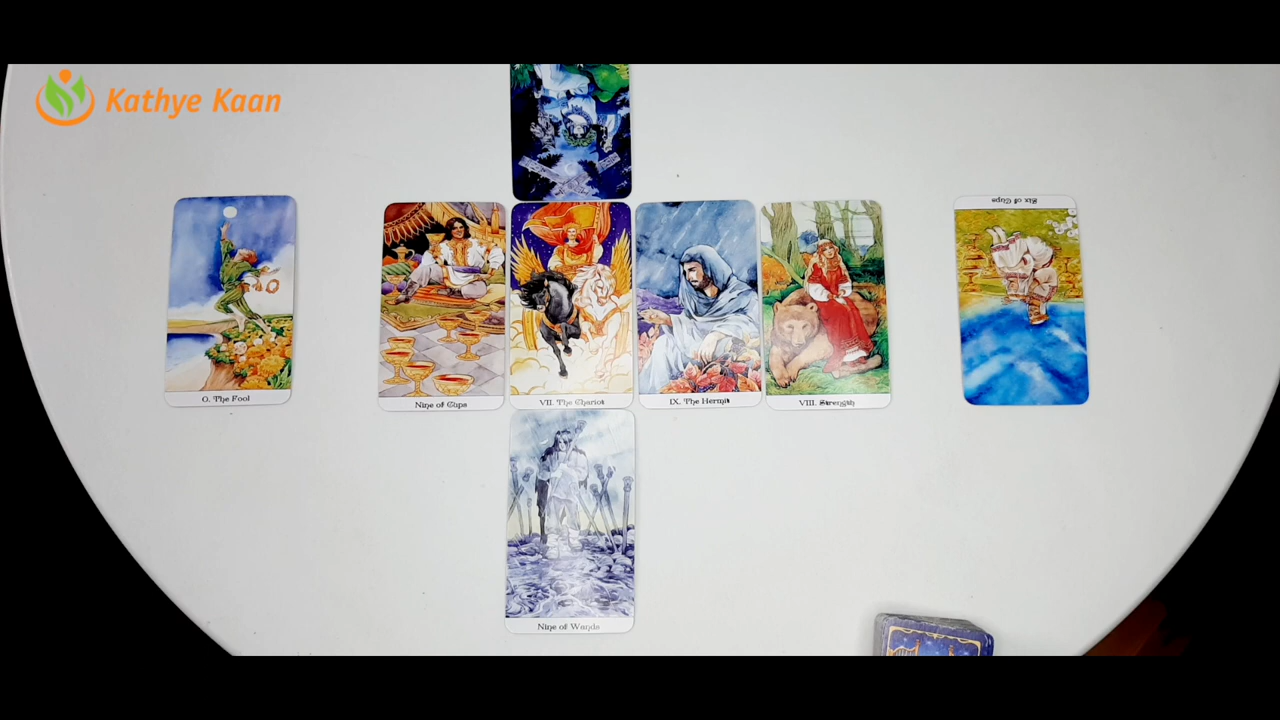 Kathye Kaan
Six of Cups
O. The Fool
Nine of Cups
VII. The Chariot
IX. The Hermit
VIII. Strength
Nine of Wands